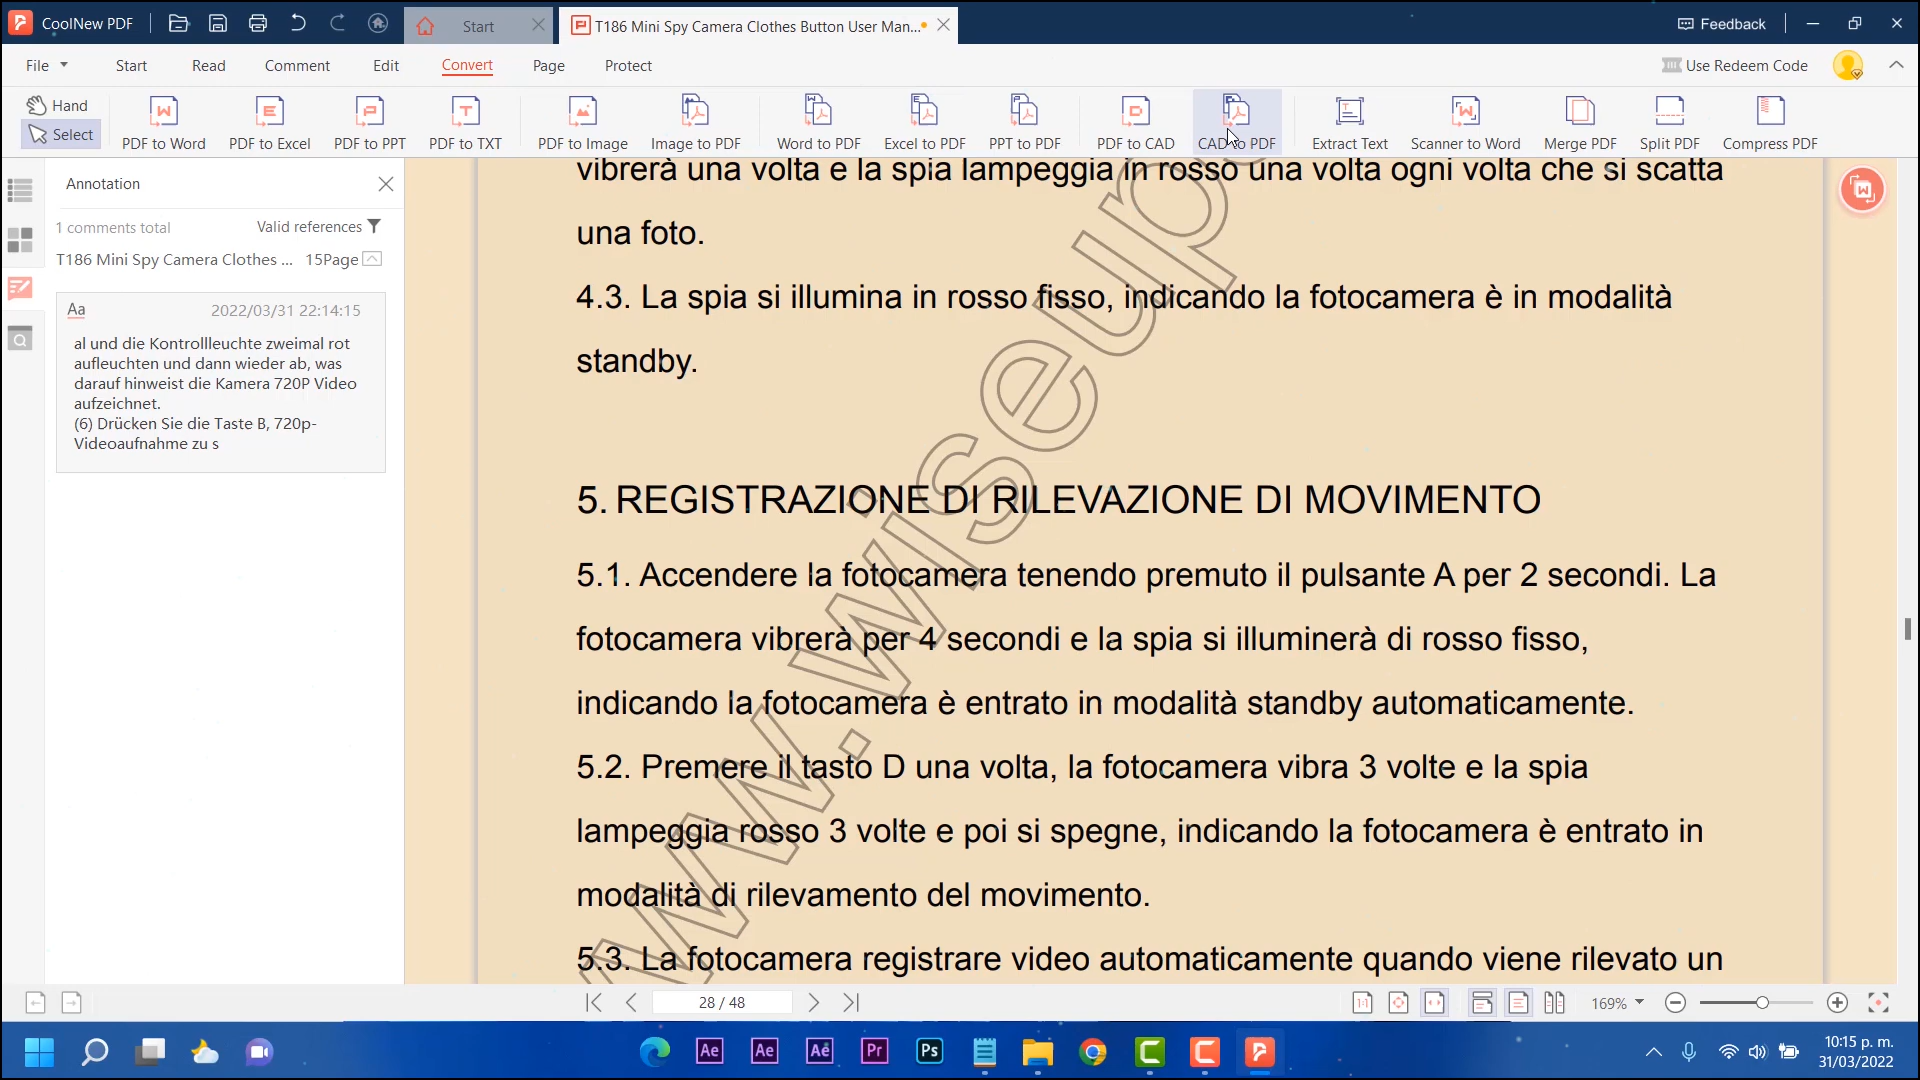 CoolNew PDF
Start
T186 Mini Spy Camera Clothes Button User Man...
Feedback
File
Start
Read
Comment
Edit
Convert
Page
Protect
Use Redeem Code
Hand
Select
PDF to Word
PDF to Excel
PDF to PPT
PDF to TXT
PDF to Image
Image to PDF
Word to PDF
Excel to PDF
PPT to PDF
PDF to CAD
CAD to PDF
Extract Text
Scanner to Word
Merge PDF
Split PDF
Compress PDF
Annotation
1 comments total
Valid references
T186 Mini Spy Camera Clothes ...
15Page
Aa
2022/03/31 22:14:15
al und die Kontrollleuchte zweimal rot
aufleuchten und dann wieder ab, was
darauf hinweist die Kamera 720P Video
aufzeichnet.
(6) Drücken Sie die Taste B, 720p-
Videoaufnahme zu s
vibrerà una volta e la spia lampeggia in rosso una volta ogni volta che si scatta
una foto.
4.3. La spia si illumina in rosso fisso, indicando la fotocamera è in modalità
standby.
5. REGISTRAZIONE DI RILEVAZIONE DI MOVIMENTO
5.1. Accendere la fotocamera tenendo premuto il pulsante A per 2 secondi. La
fotocamera vibrerà per 4 secondi e la spia si illuminerà di rosso fisso,
indicando la fotocamera è entrato in modalità standby automaticamente.
5.2. Premere il tasto D una volta, la fotocamera vibra 3 volte e la spia
lampeggia rosso 3 volte e poi si spegne, indicando la fotocamera è entrato in
modalità di rilevamento del movimento.
5.3. La fotocamera registrare video automaticamente quando viene rilevato un
www.wiseup
28 / 48
1:1
169%
Ae
Ae
Ae
Pr
Ps
10:15 p. m.
31/03/2022